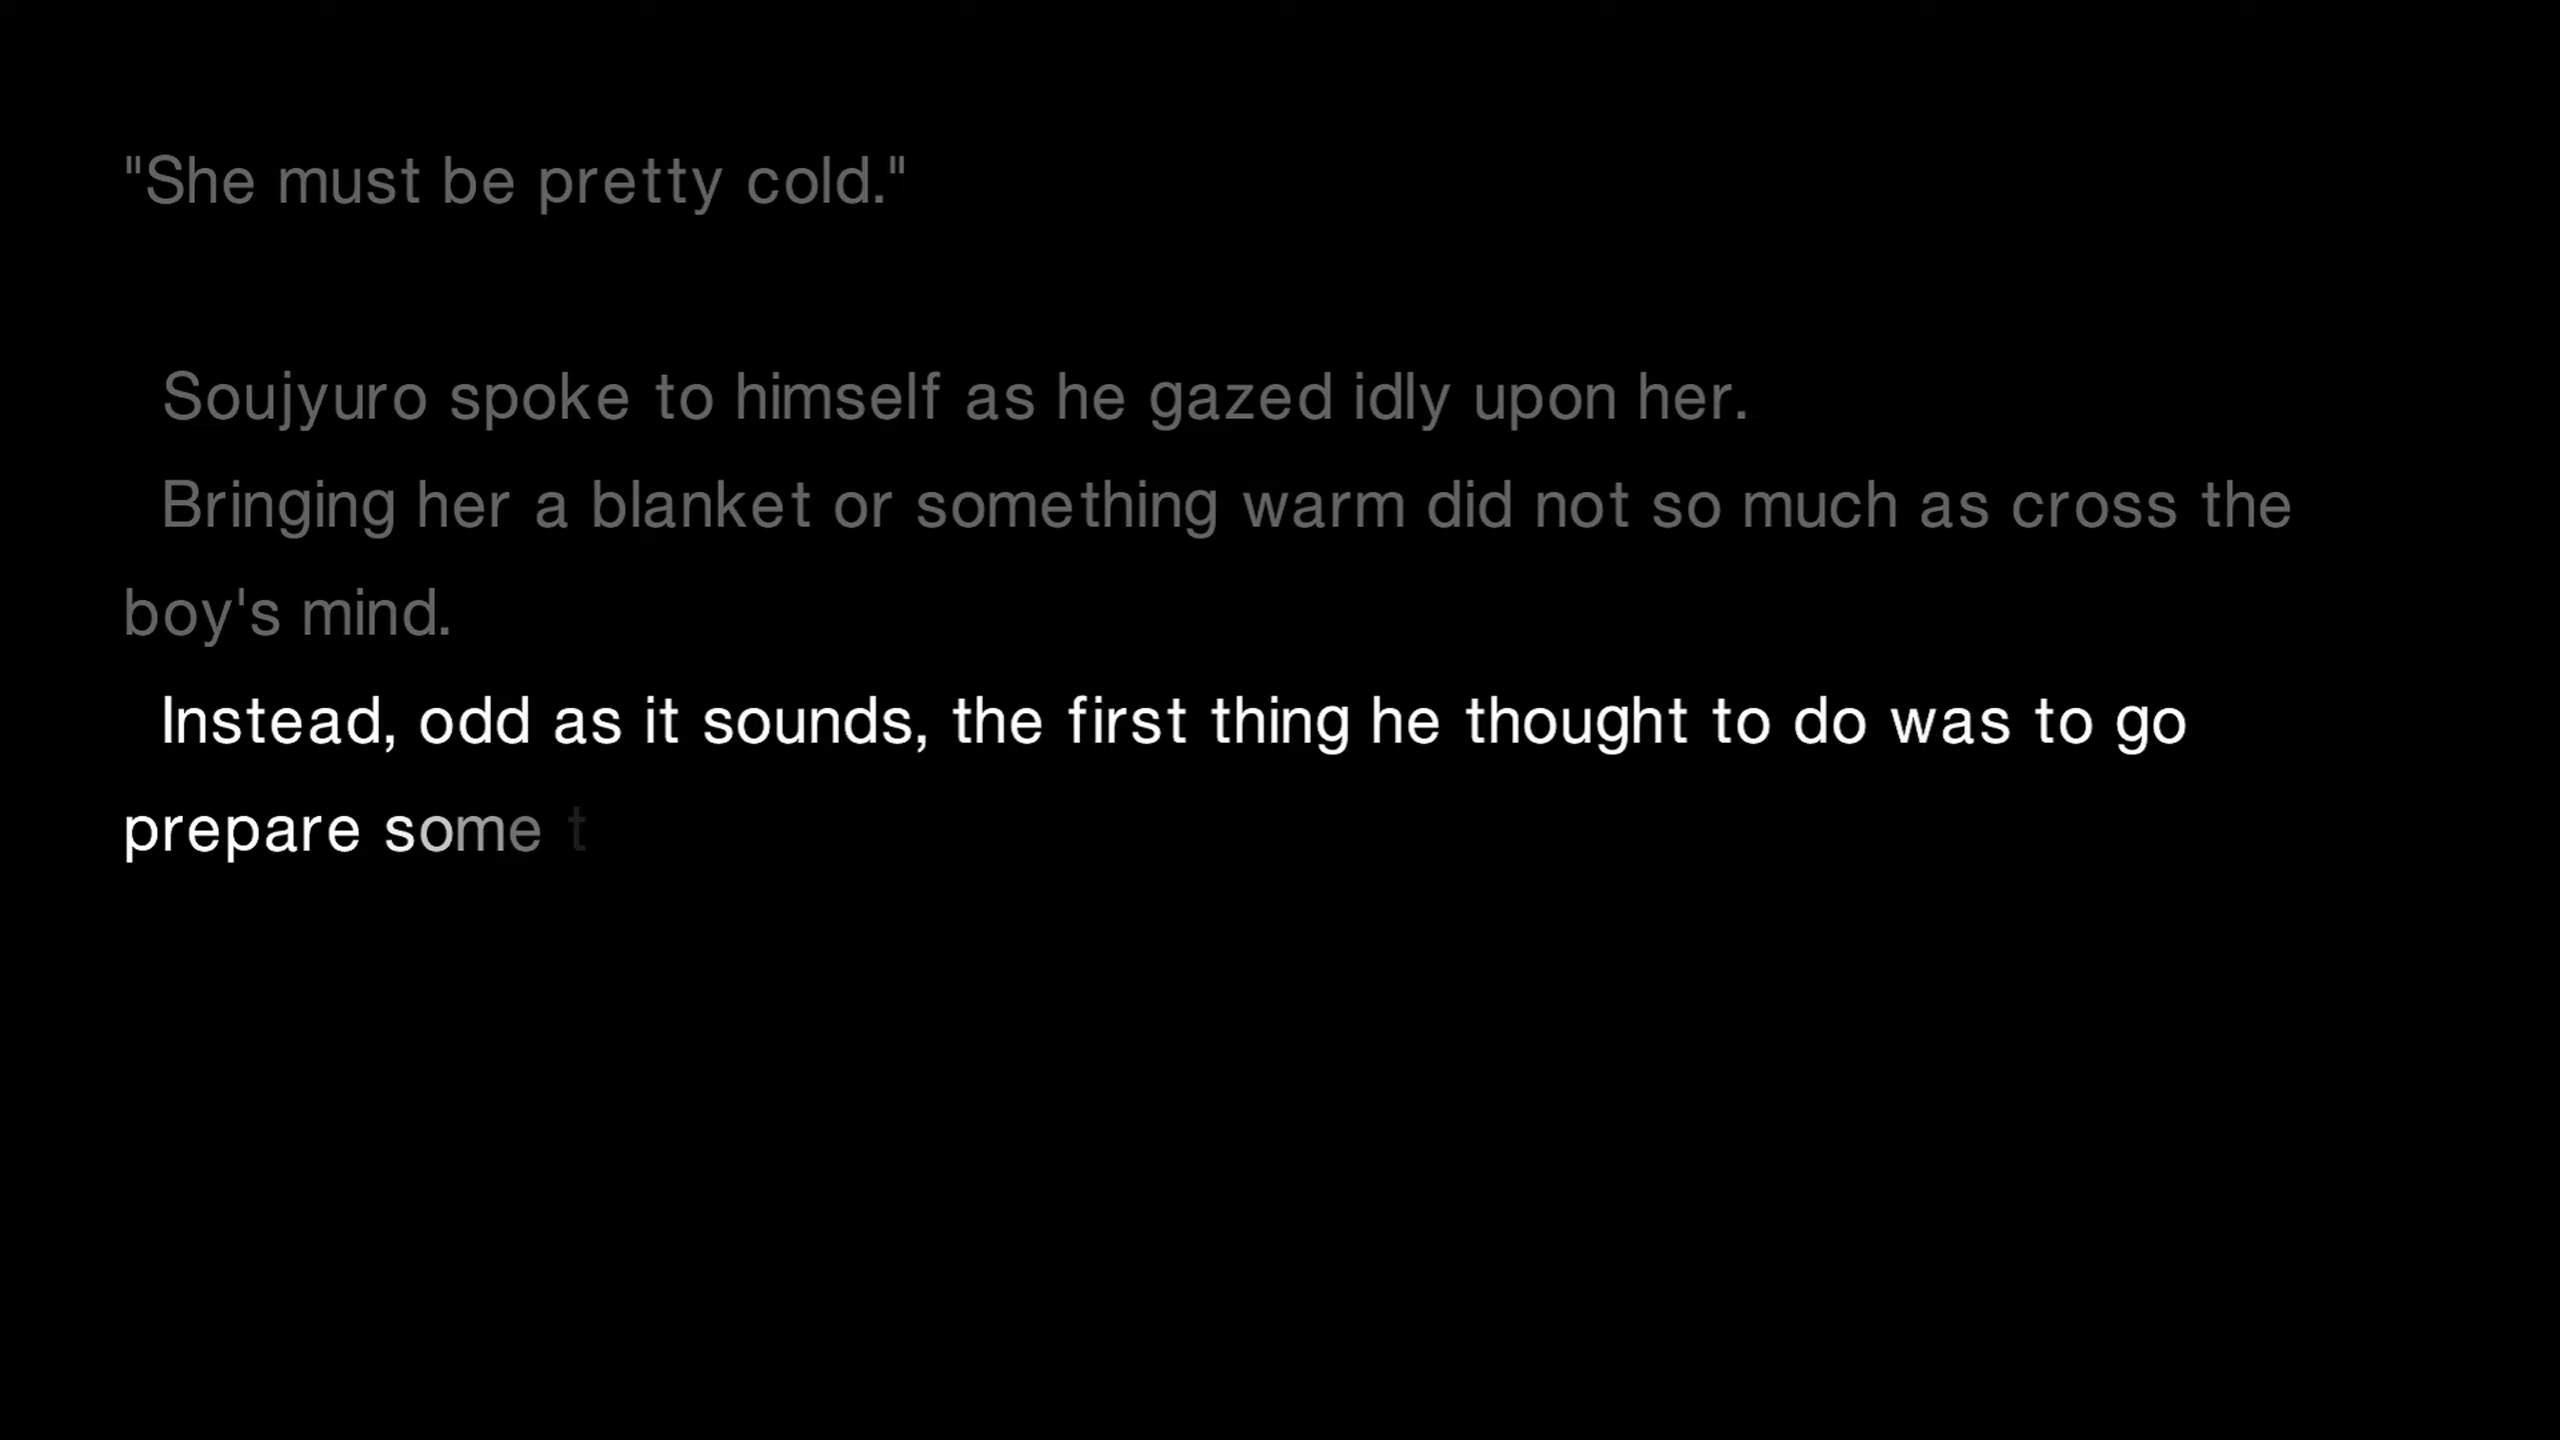 "She must be pretty cold."
Soujyuro spoke to himself as he gazed idly upon her.
Bringing her a blanket or something warm did not so much as cross the
boy's mind.
Instead, odd as it sounds, the first thing he thought to do was to go
prepare some t